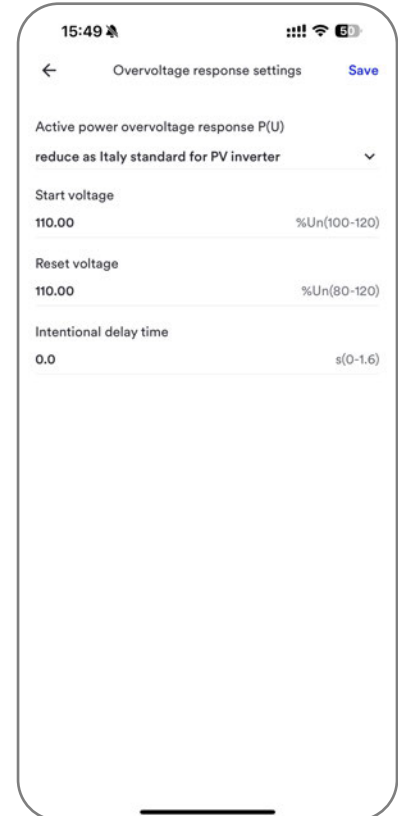 15:49
50
Overvoltage response settings Save
Active power overvoltage response P(U)
reduce as Italy standard for PV inverter
Start voltage
110.00 %Un(100-120)
Reset voltage
110.00 %Un(80-120)
Intentional delay time
0.0 s(0-1.6)